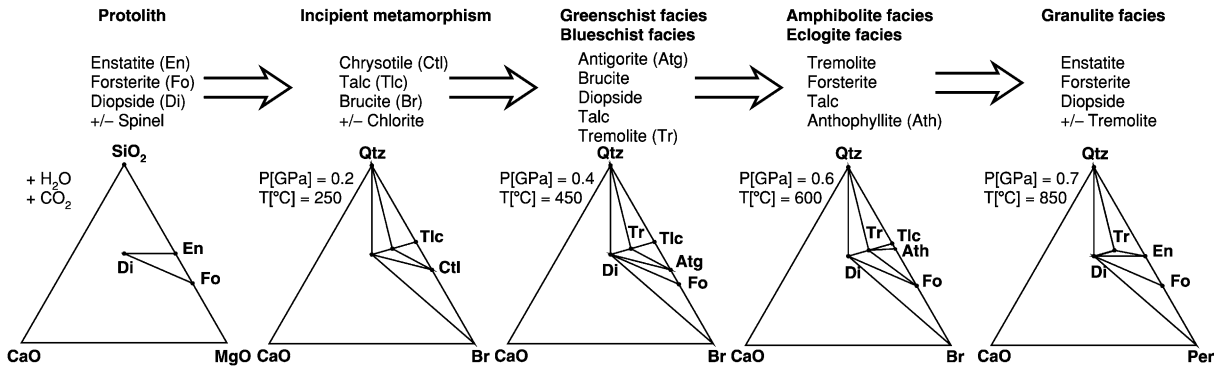 Protolith
Enstatite (En)
Forsterite (Fo)
Diopside (Di)
+/– Spinel
SiO₂
+ H₂O
+ CO₂
En
Di
Fo
CaO
MgO
Incipient metamorphism
Chrysotile (Ctl)
Talc (Tlc)
Brucite (Br)
+/– Chlorite
Qtz
P[GPa] = 0.2
T[°C] = 250
Tlc
Ctl
CaO
Br
Greenschist facies
Blueschist facies
Antigorite (Atg)
Brucite
Diopside
Talc
Tremolite (Tr)
Qtz
P[GPa] = 0.4
T[°C] = 450
Tr
Tlc
Di
Atg
Fo
CaO
Br
Amphibolite facies
Eclogite facies
Tremolite
Forsterite
Talc
Anthophyllite (Ath)
Qtz
P[GPa] = 0.6
T[°C] = 600
Tr
Tlc
Ath
Di
Fo
CaO
Br
Granulite facies
Enstatite
Forsterite
Diopside
+/– Tremolite
Qtz
P[GPa] = 0.7
T[°C] = 850
Tr
En
Di
Fo
CaO
Per